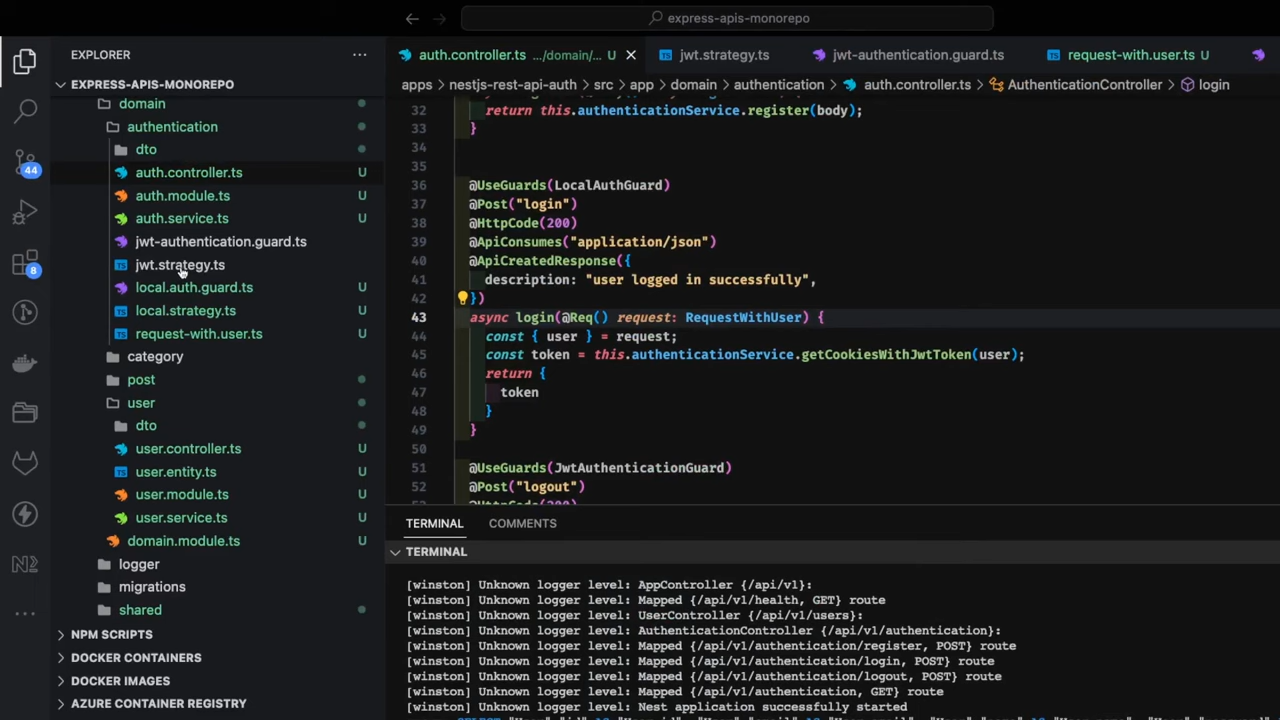 express-apis-monorepo
EXPLORER
EXPRESS-APIS-MONOREPO
domain
authentication
dto
auth.controller.ts U
auth.module.ts U
auth.service.ts U
jwt-authentication.guard.ts
jwt.strategy.ts
local.auth.guard.ts U
local.strategy.ts U
request-with.user.ts U
category
post
user
dto
user.controller.ts U
user.entity.ts U
user.module.ts U
user.service.ts U
domain.module.ts U
logger
migrations
shared
NPM SCRIPTS
DOCKER CONTAINERS
DOCKER IMAGES
AZURE CONTAINER REGISTRY
44
8
auth.controller.ts .../domain/... U
jwt.strategy.ts
jwt-authentication.guard.ts
request-with.user.ts U
apps > nestjs-rest-api-auth > src > app > domain > authentication > auth.controller.ts > AuthenticationController > login
32 return this.authenticationService.register(body);
33 }
34
35
36 @UseGuards(LocalAuthGuard)
37 @Post("login")
38 @HttpCode(200)
39 @ApiConsumes("application/json")
40 @ApiCreatedResponse({
41 description: "user logged in successfully",
42 })
43 async login(@Req() request: RequestWithUser) {
44 const { user } = request;
45 const token = this.authenticationService.getCookiesWithJwtToken(user);
46 return {
47 token
48 }
49 }
50
51 @UseGuards(JwtAuthenticationGuard)
52 @Post("logout")
TERMINAL
COMMENTS
TERMINAL
[winston] Unknown logger level: AppController {/api/v1}:
[winston] Unknown logger level: Mapped {/api/v1/health, GET} route
[winston] Unknown logger level: UserController {/api/v1/users}:
[winston] Unknown logger level: AuthenticationController {/api/v1/authentication}:
[winston] Unknown logger level: Mapped {/api/v1/authentication/register, POST} route
[winston] Unknown logger level: Mapped {/api/v1/authentication/login, POST} route
[winston] Unknown logger level: Mapped {/api/v1/authentication/logout, POST} route
[winston] Unknown logger level: Mapped {/api/v1/authentication, GET} route
[winston] Unknown logger level: Nest application successfully started